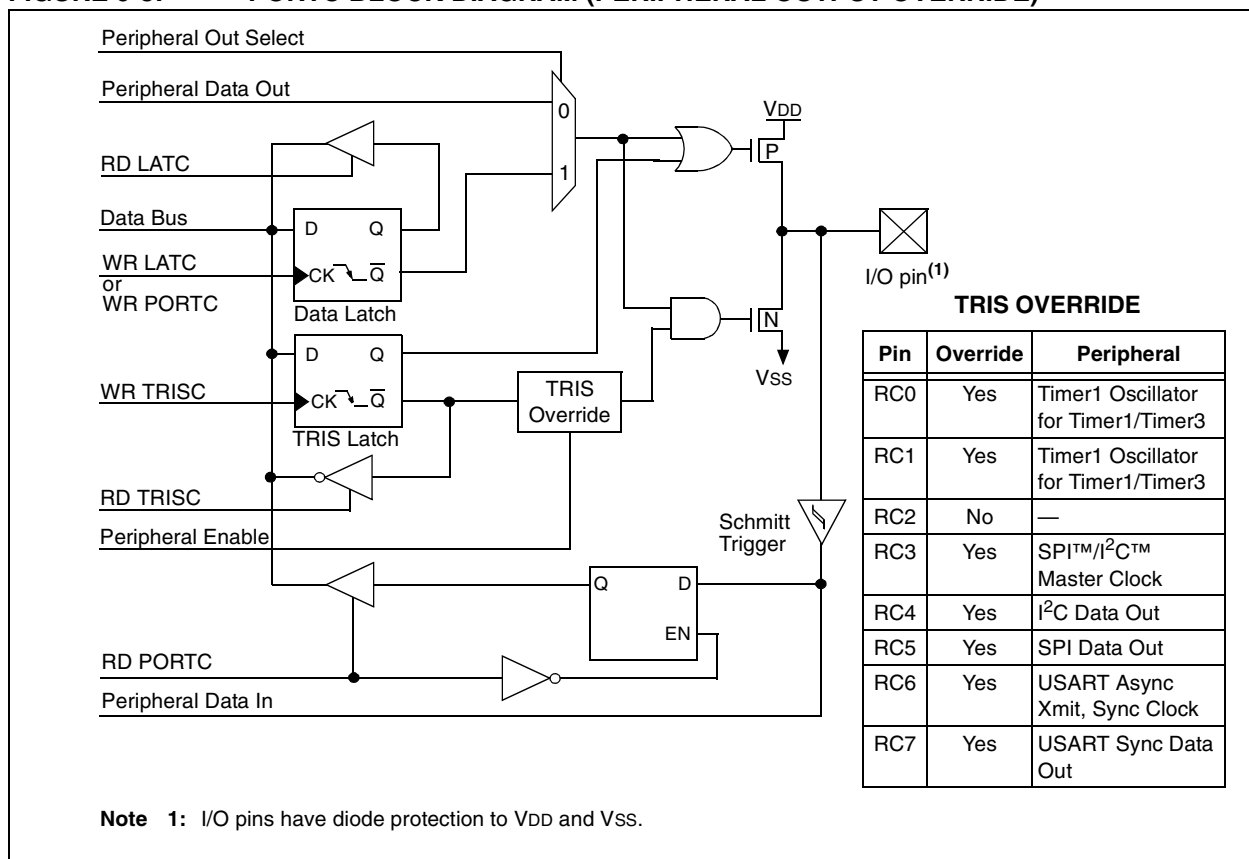 Peripheral Out Select
Peripheral Data Out
0
1
RD LATC
Data Bus
WR LATC
or
WR PORTC
D Q
CK Q̅
Data Latch
D Q
WR TRISC
CK Q̅
TRIS Latch
TRIS
Override
RD TRISC
Peripheral Enable
VDD
P
N
VSS
I/O pin(1)
Schmitt
Trigger
Q D
EN
RD PORTC
Peripheral Data In
TRIS OVERRIDE
Pin Override Peripheral
RC0 Yes Timer1 Oscillator
for Timer1/Timer3
RC1 Yes Timer1 Oscillator
for Timer1/Timer3
RC2 No —
RC3 Yes SPI™/I²C™
Master Clock
RC4 Yes I²C Data Out
RC5 Yes SPI Data Out
RC6 Yes USART Async
Xmit, Sync Clock
RC7 Yes USART Sync Data
Out
Note 1: I/O pins have diode protection to VDD and VSS.